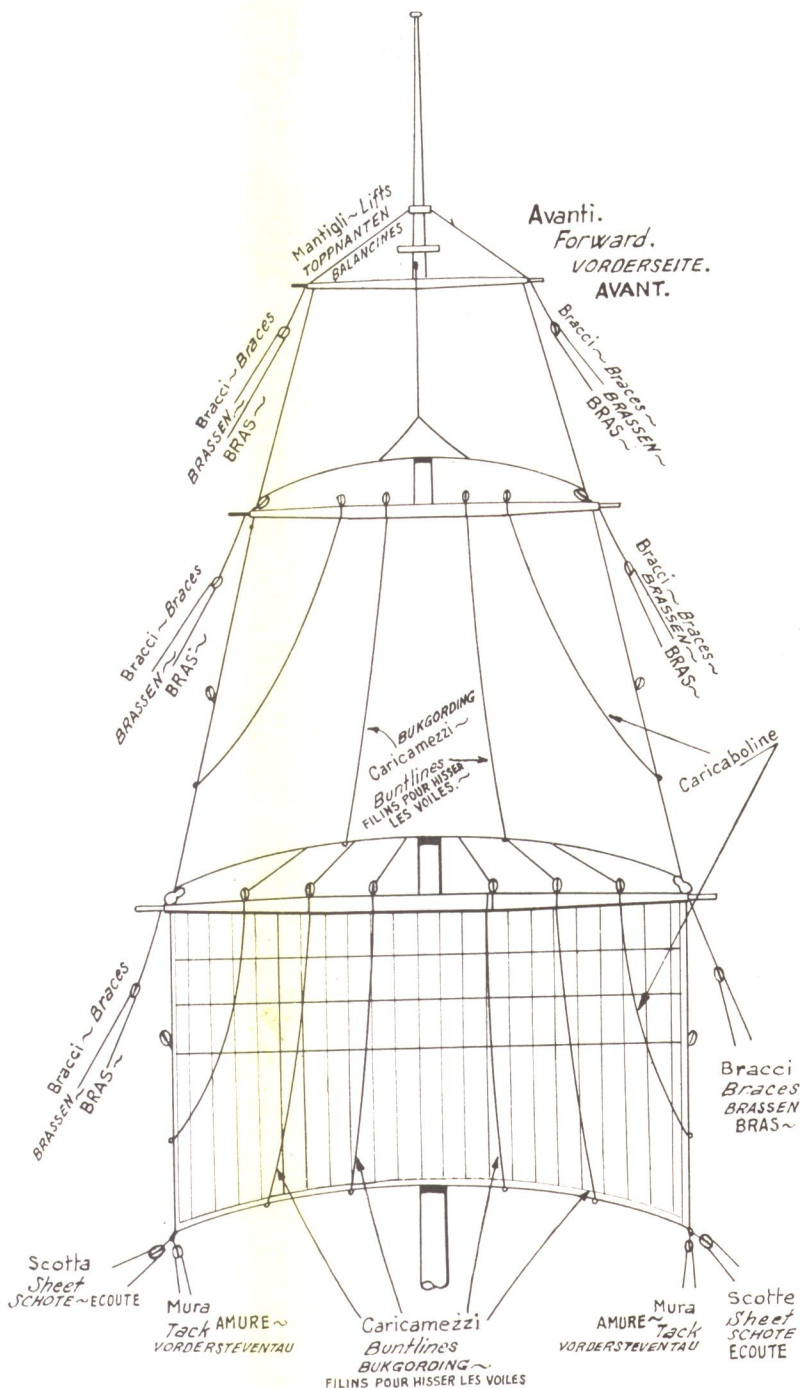 Mantigli ~ Lifts
TOPPNANTEN
BALANCINES
Avanti.
Forward.
VORDERSEITE.
AVANT.
Bracci ~ Braces
BRASSEN ~
BRAS ~
Bracci ~ Braces ~
BRASSEN ~
BRAS ~
Bracci ~ Braces
BRASSEN ~
BRAS ~
Bracci ~ Braces ~
BRASSEN ~
BRAS ~
BUKGORDING
Caricamezzi ~
Buntlines
FILINS POUR HISSER
LES VOILES. ~
Caricaboline
Bracci ~ Braces
BRASSEN ~
BRAS ~
Bracci
Braces
BRASSEN
BRAS ~
Scotta
Sheet
SCHOTE ~ ECOUTE
Mura
Tack AMURE ~
VORDERSTEVENTAU
Caricamezzi
Buntlines
BUKGORDING ~
FILINS POUR HISSER LES VOILES
Mura
AMURE ~ Tack
VORDERSTEVENTAU
Scotte
Sheet
SCHOTE
ECOUTE